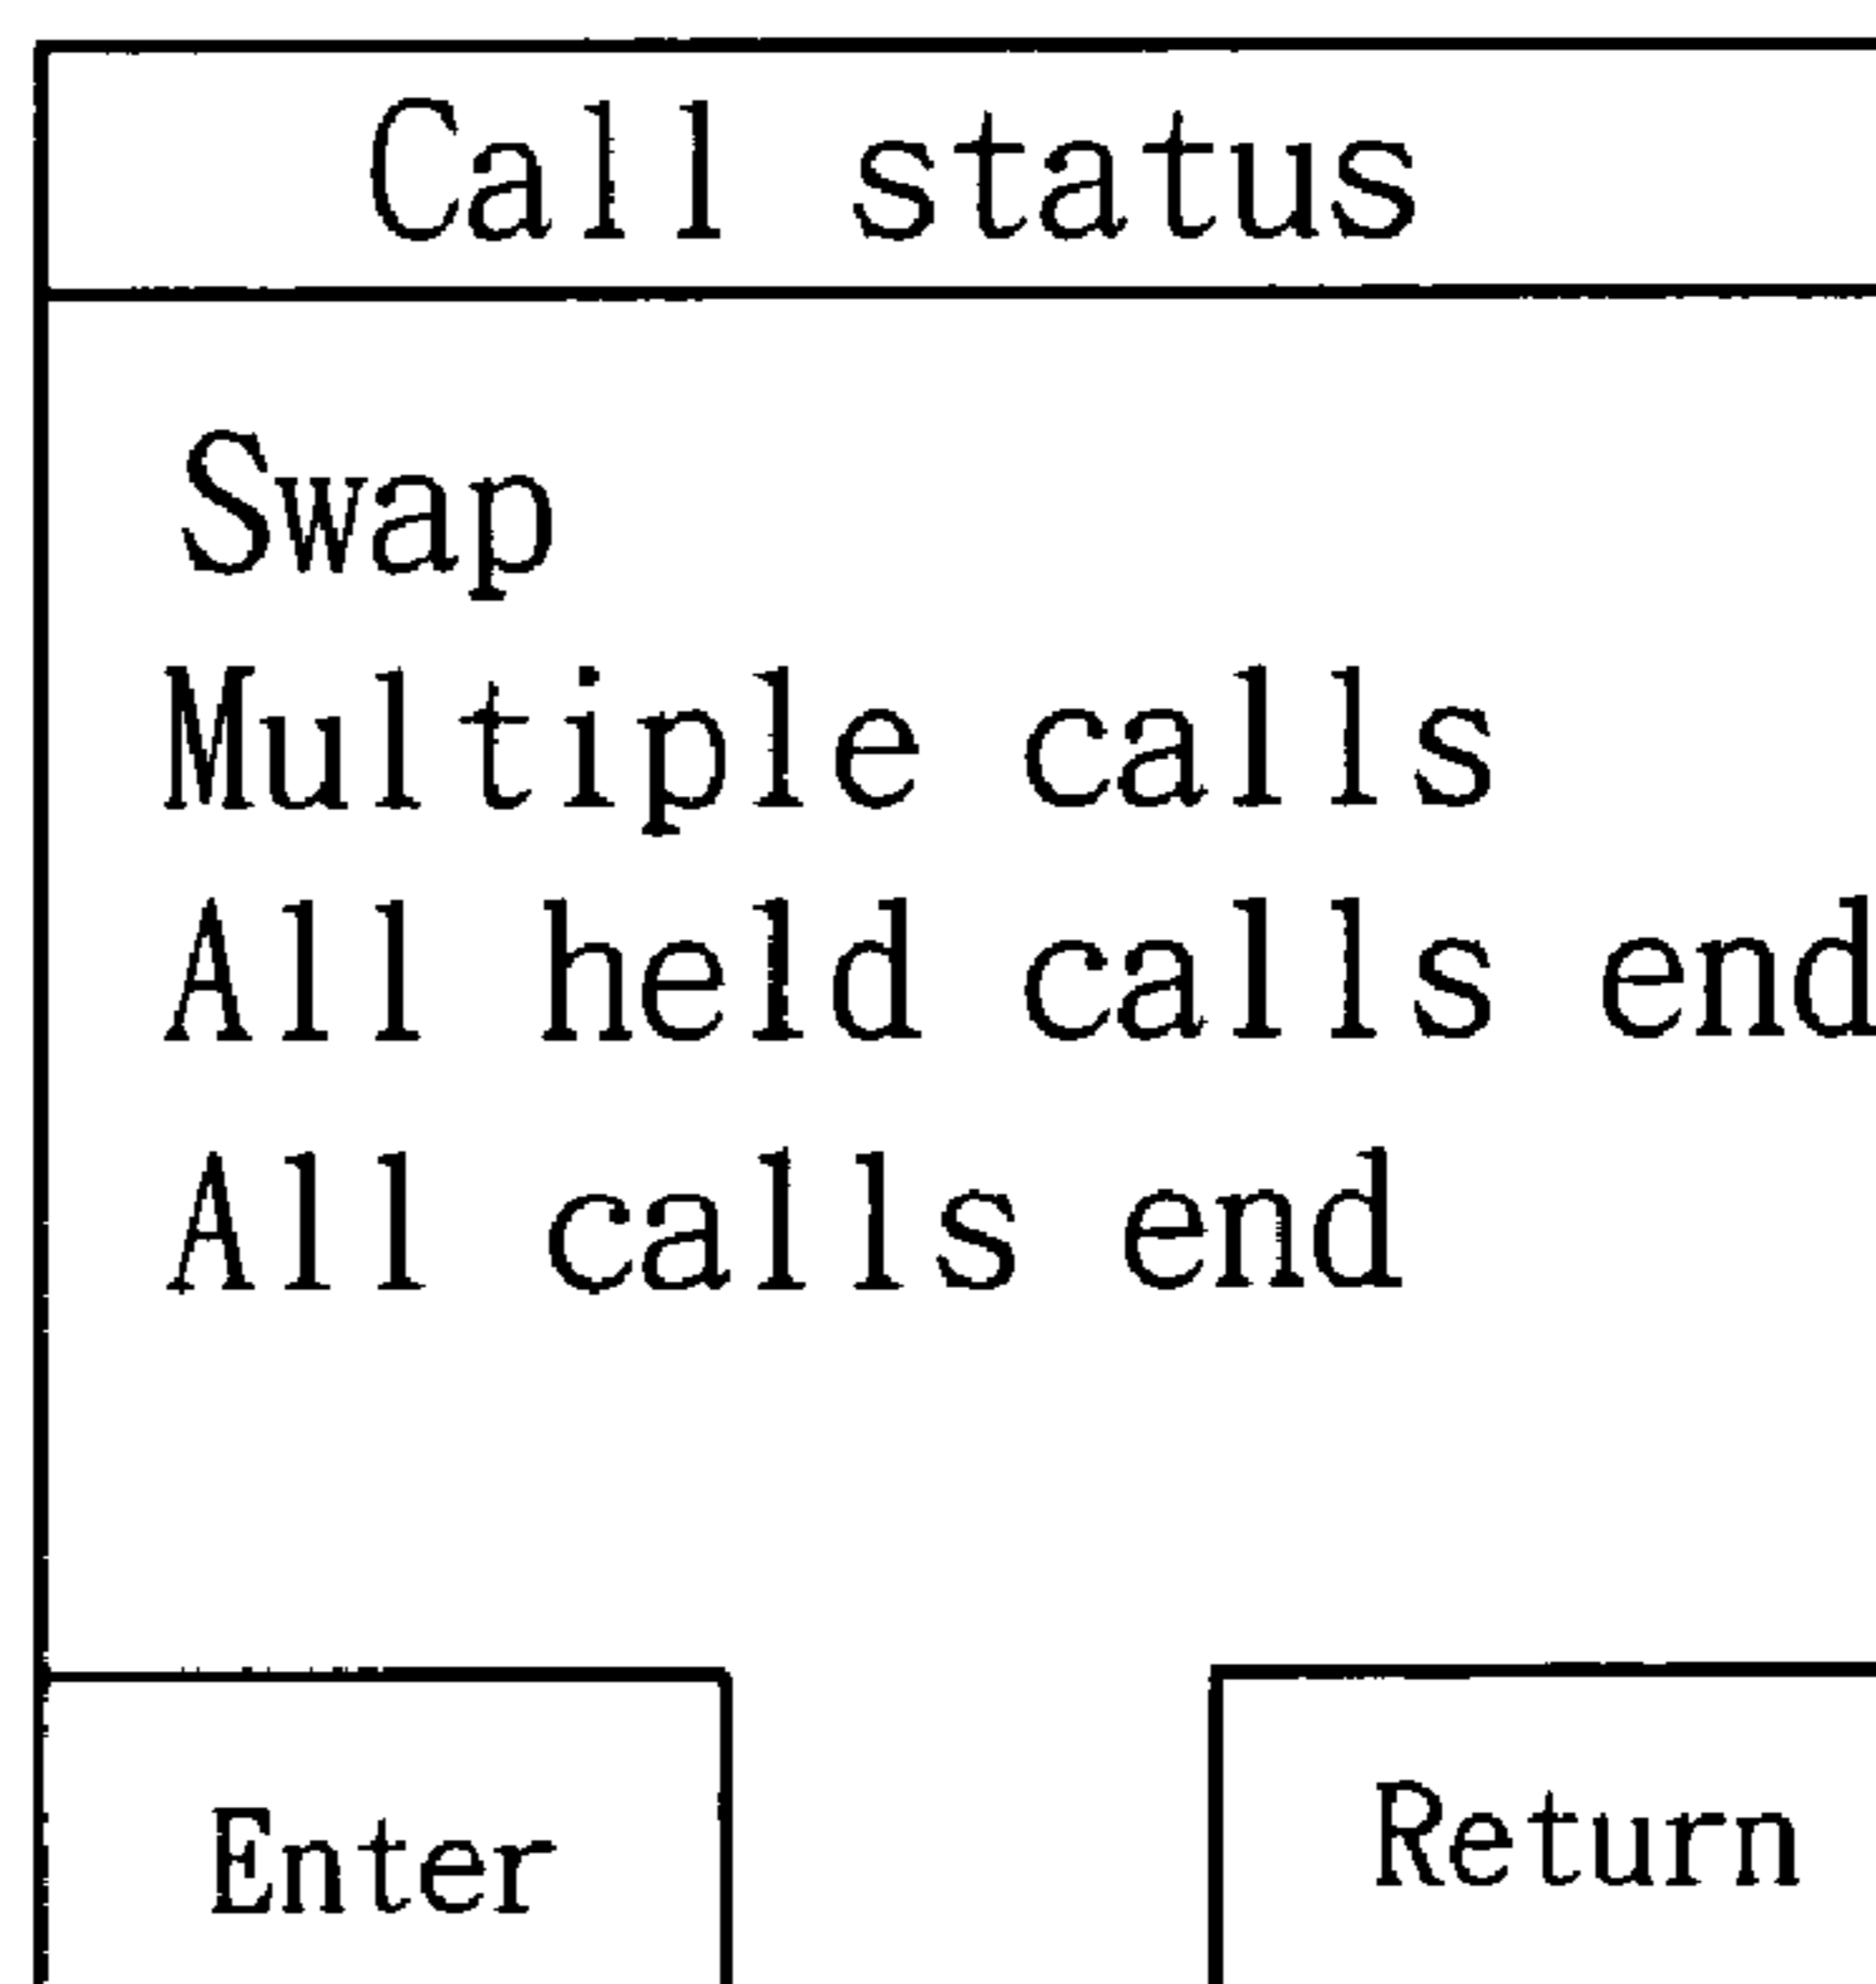 Call status
Swap
Multiple calls
All held calls end
All calls end
Enter
Return